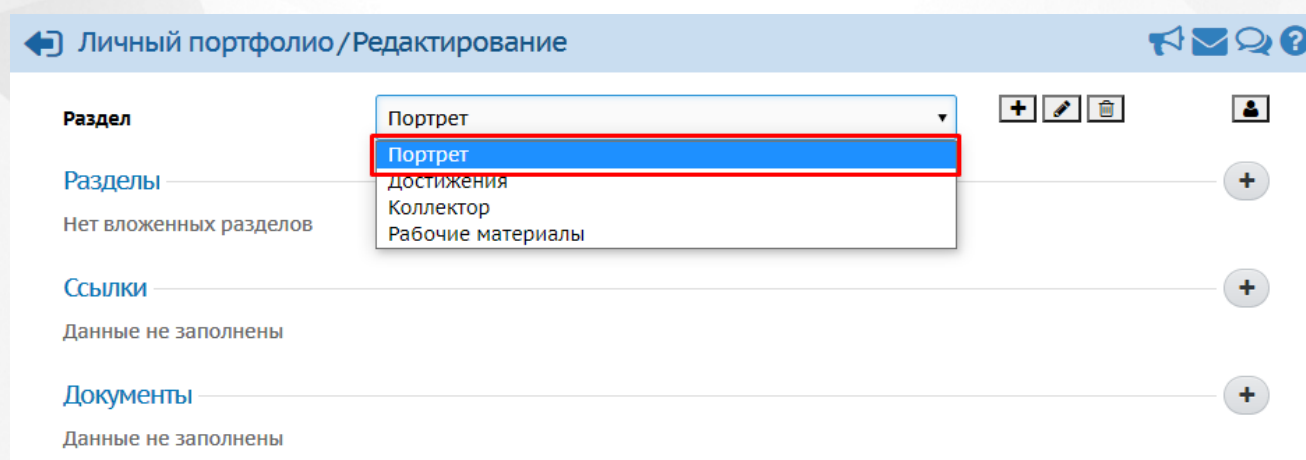 Личный портфолио/Редактирование
Раздел
Портрет
Портрет
Достижения
Коллектор
Рабочие материалы
Разделы
Нет вложенных разделов
Ссылки
Данные не заполнены
Документы
Данные не заполнены